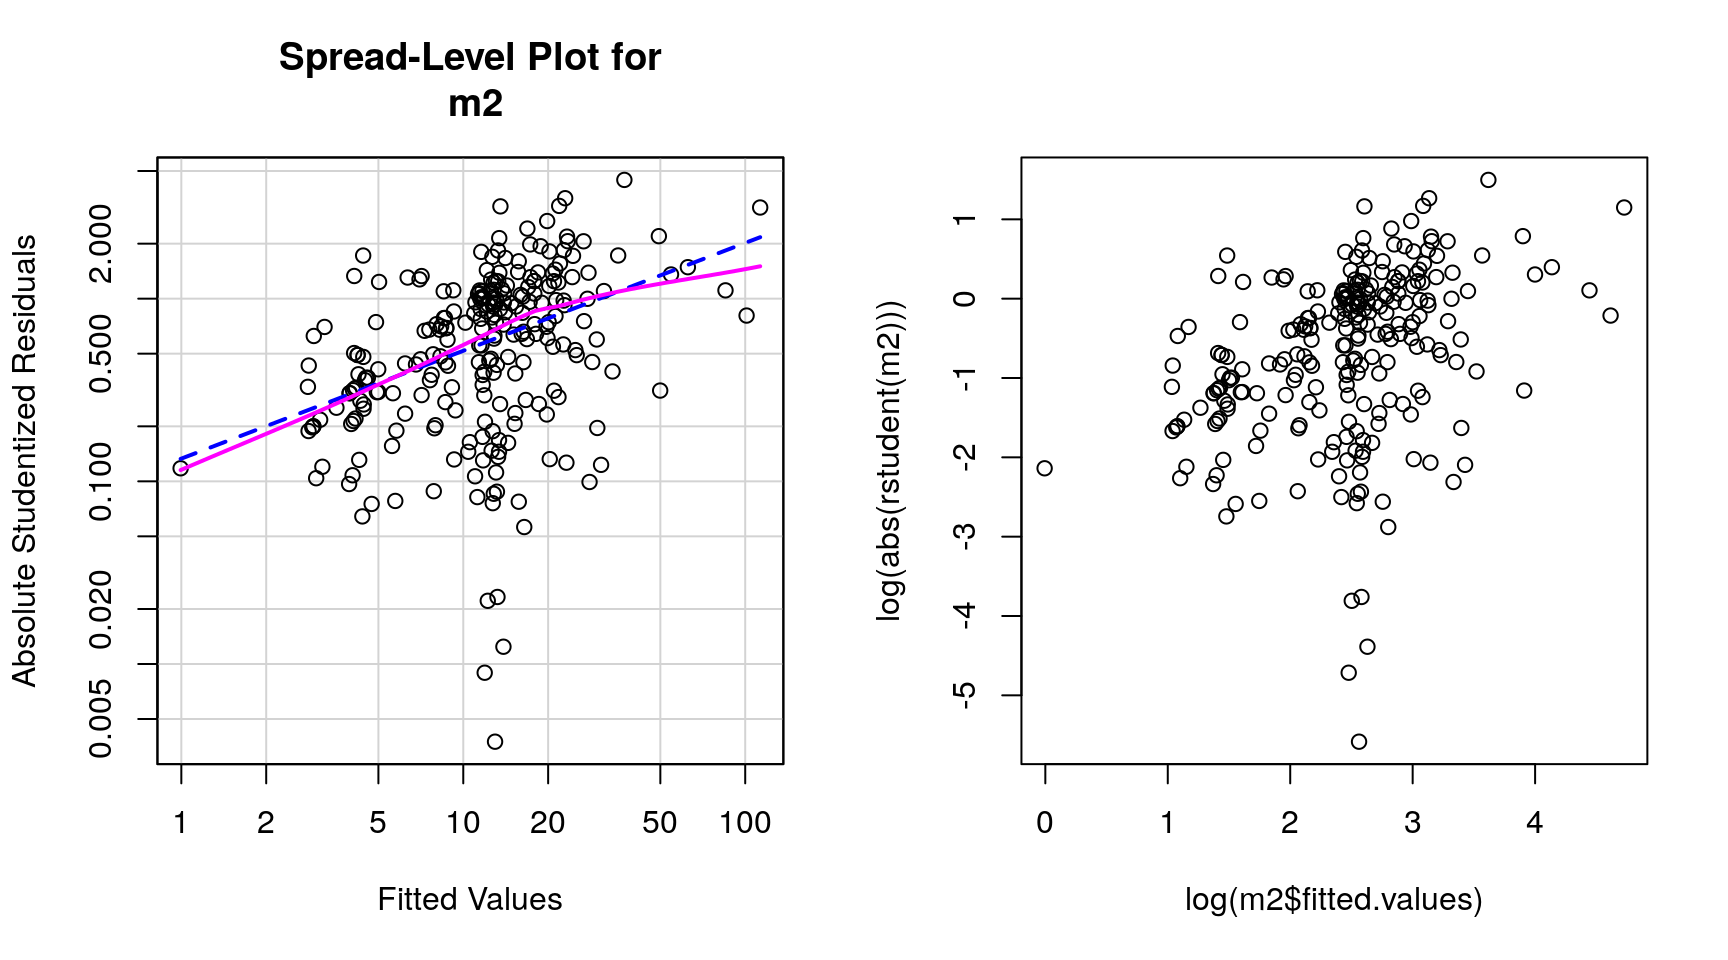 Spread-Level Plot for
m2
Absolute Studentized Residuals
2.000
0.500
0.100
0.020
0.005
1 2 5 10 20 50 100
Fitted Values
log(abs(rstudent(m2)))
1
0
-1
-2
-3
-4
-5
0 1 2 3 4
log(m2$fitted.values)